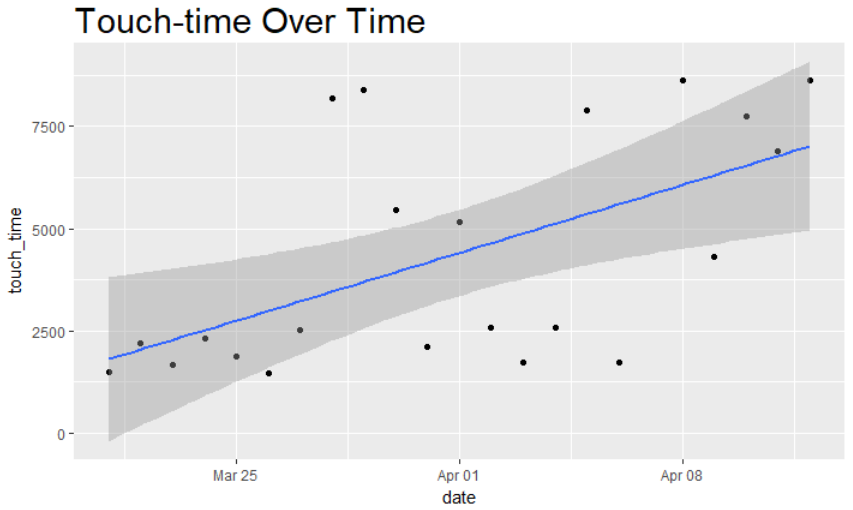 Touch-time Over Time
7500
5000
2500
0
touch_time
Mar 25
Apr 01
Apr 08
date